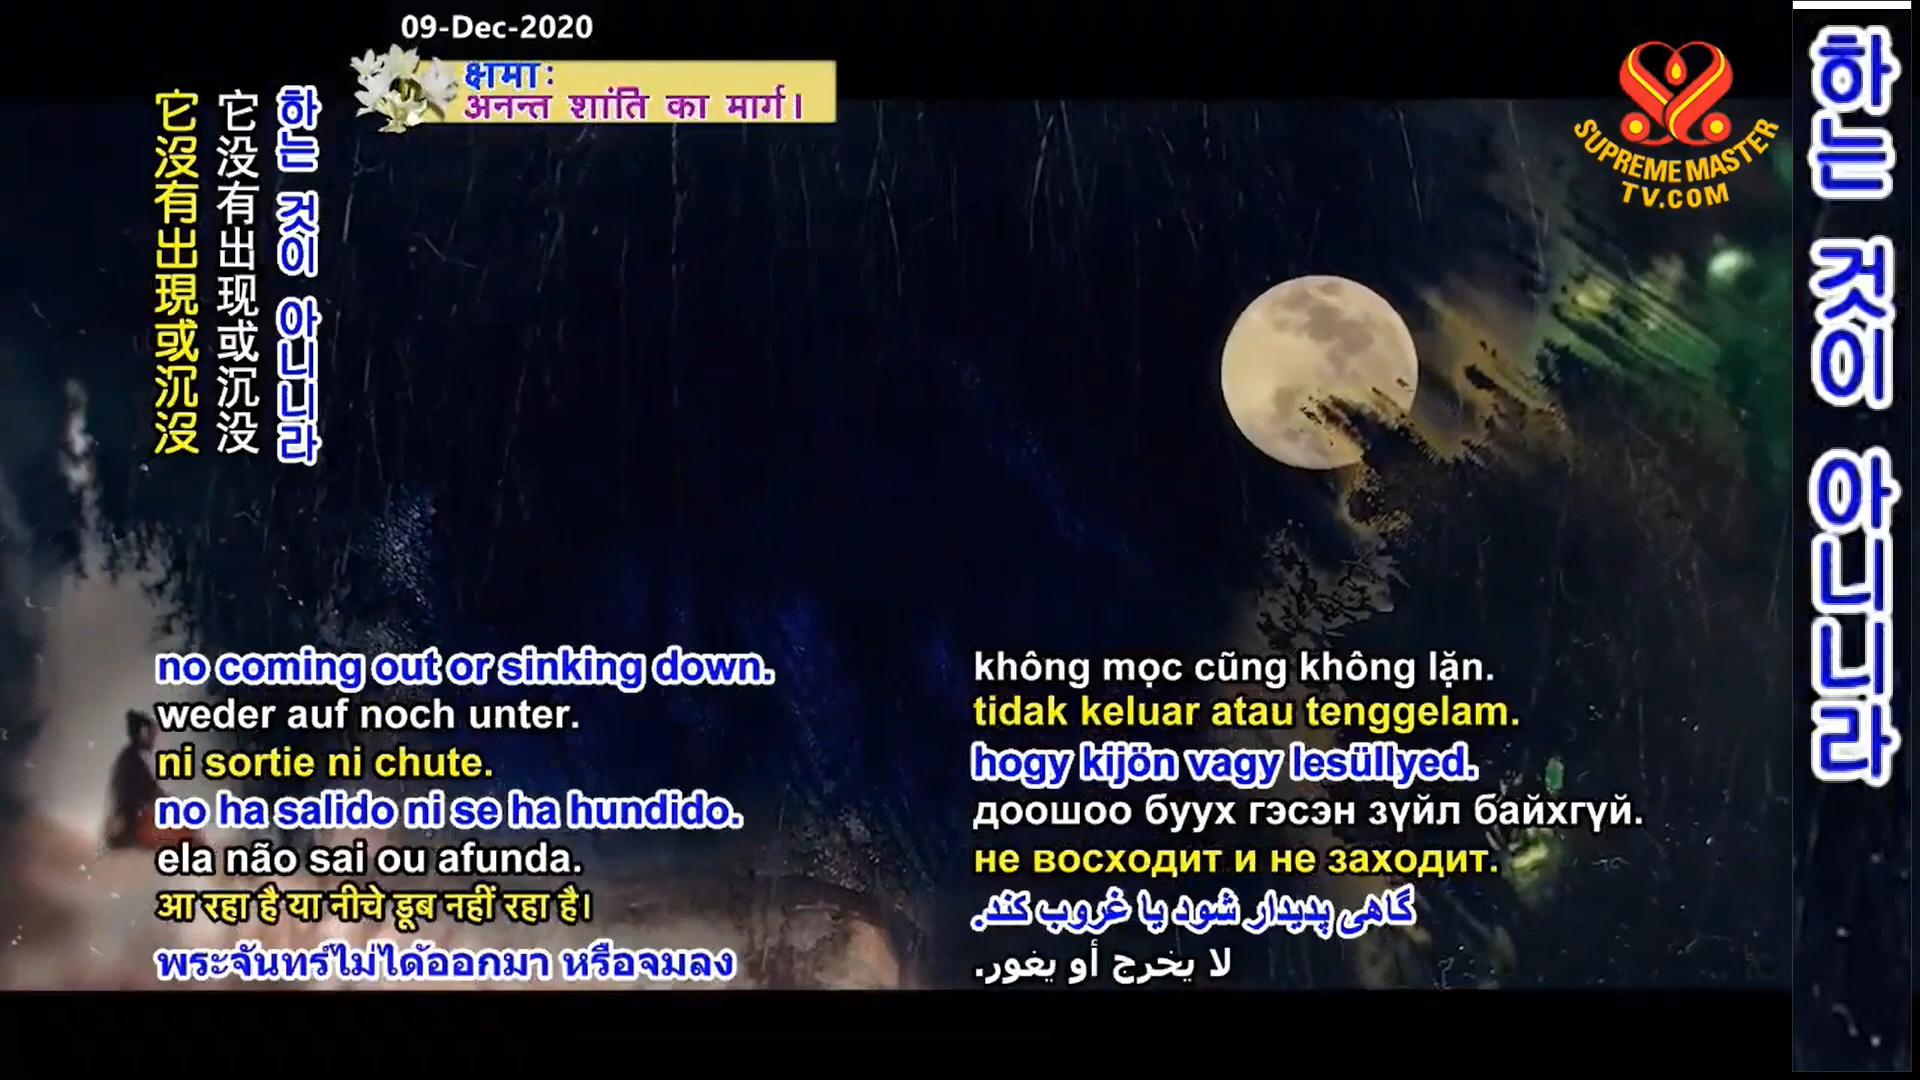 09-Dec-2020
क्षमा:
अनन्त शांति का मार्ग।
SUPREME MASTER
TV.COM
하는 것이 아니니라
它没有出现或沉没
它沒有出現或沉沒
no coming out or sinking down.
weder auf noch unter.
ni sortie ni chute.
no ha salido ni se ha hundido.
ela não sai ou afunda.
आ रहा है या नीचे डूब नहीं रहा है।
พระจันทร์ไม่ได้ออกมา หรือจมลง
không mọc cũng không lặn.
tidak keluar atau tenggelam.
hogy kijön vagy lesüllyed.
доошоо буух гэсэн зүйл байхгүй.
не восходит и не заходит.
گاهی پدیدار شود یا غروب کند.
لا يخرج أو يغور.
하는 것이 아니니라